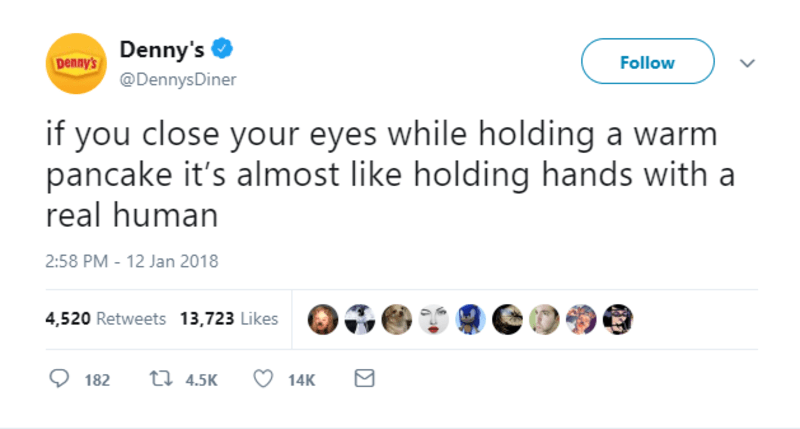 Denny's
Denny's
@DennysDiner
Follow
if you close your eyes while holding a warm
pancake it's almost like holding hands with a
real human
2:58 PM - 12 Jan 2018
4,520 Retweets 13,723 Likes
182 4.5K 14K